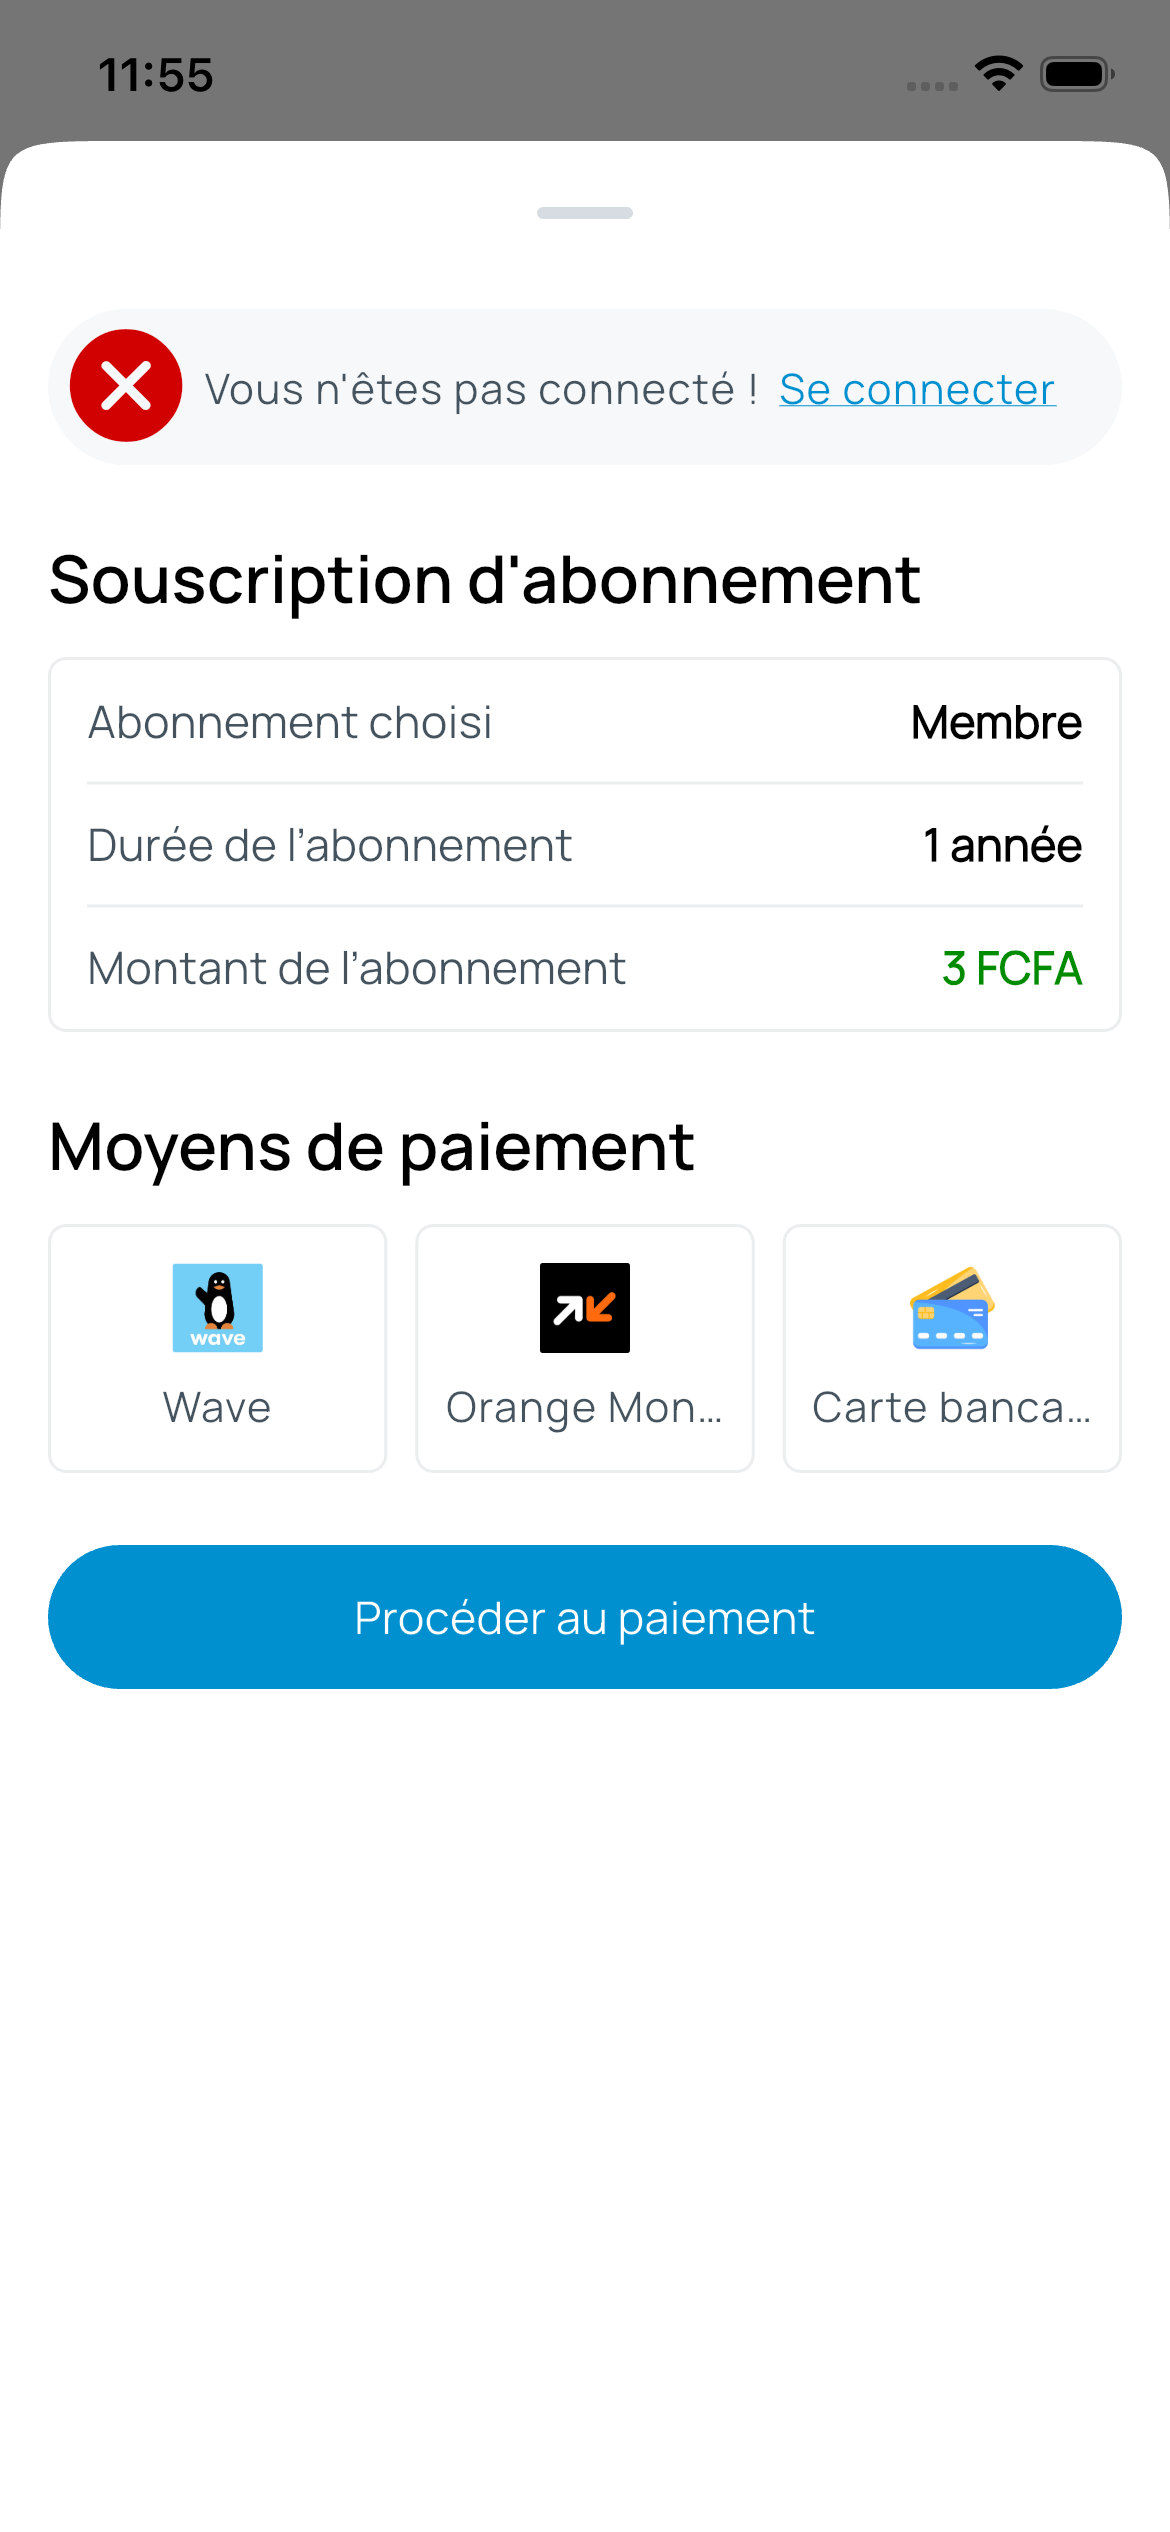 11:55
Vous n'êtes pas connecté ! Se connecter
Souscription d'abonnement
Abonnement choisi Membre
Durée de l’abonnement 1 année
Montant de l’abonnement 3 FCFA
Moyens de paiement
wave
Wave Orange Mon... Carte banca...
Procéder au paiement